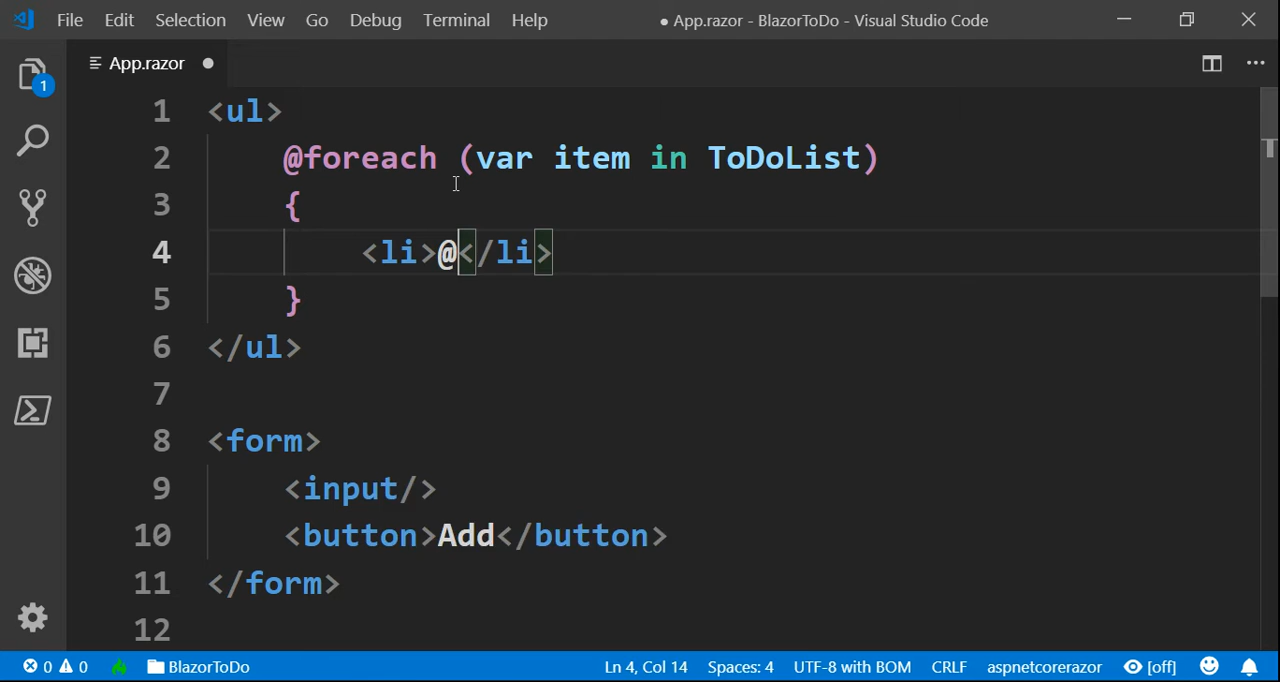 File Edit Selection View Go Debug Terminal Help ● App.razor - BlazorToDo - Visual Studio Code
App.razor
1
1 <ul>
2 @foreach (var item in ToDoList)
3 {
4 <li>@</li>
5 }
6 </ul>
7
8 <form>
9 <input/>
10 <button>Add</button>
11 </form>
12
0 0 BlazorToDo Ln 4, Col 14 Spaces: 4 UTF-8 with BOM CRLF aspnetcorerazor [off]